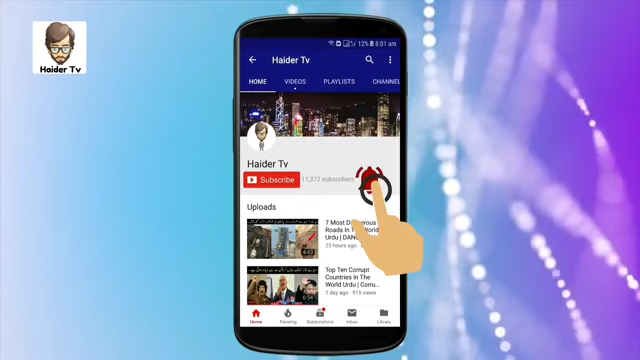 Haider Tv
12% 8:01 am
Haider Tv
HOME VIDEOS PLAYLISTS CHANNEL
Haider Tv
Subscribe 11,372 subscribers
Uploads
7 Most Dangerous
Roads In The World
Urdu | DANG
23 hours ago
4:43
Top Ten Corrupt
Countries In The
World Urdu | Corru...
1 day ago · 915 views
6:54
Home Trending Subscriptions Inbox Library